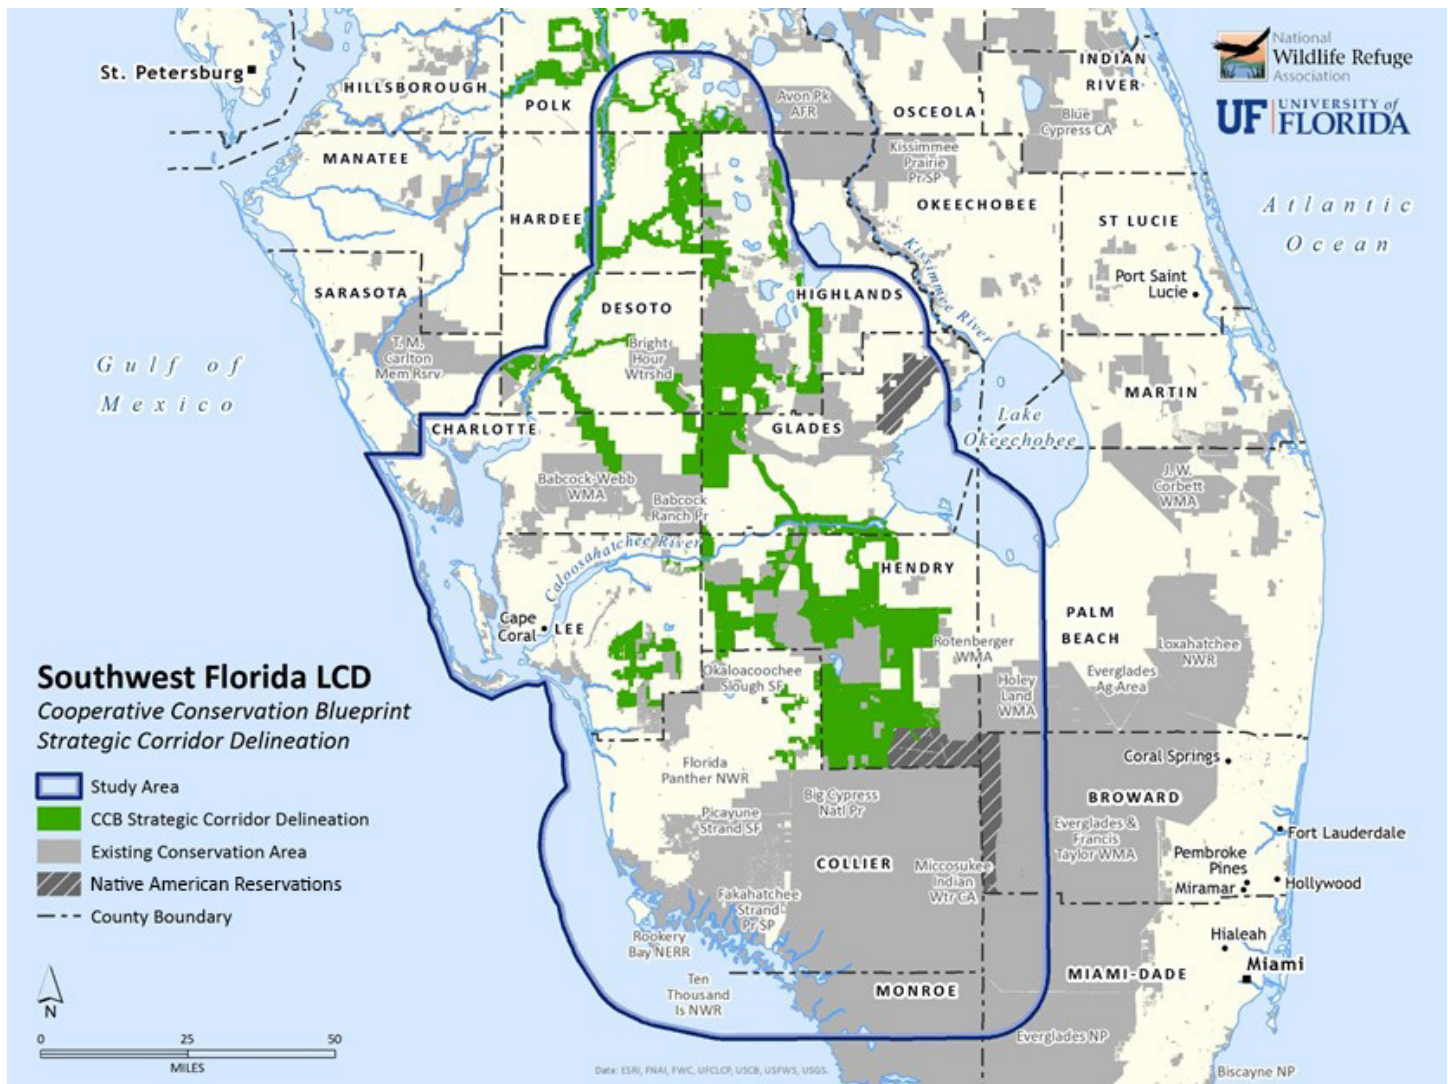 National
Wildlife Refuge
Association
UF UNIVERSITY of
FLORIDA
St. Petersburg
HILLSBOROUGH
POLK
Avon Pk
AFR
OSCEOLA
INDIAN
RIVER
Blue
Cypress CA
MANATEE
Kissimmee
Prairie
Pr SP
HARDEE
OKEECHOBEE
ST LUCIE
Atlantic
Ocean
Kissimmee River
Port Saint
Lucie
SARASOTA
DESOTO
HIGHLANDS
T. M.
Carlton
Mem Rsrv
Bright
Hour
Wtrshd
Gulf of
Mexico
MARTIN
Lake
Okeechobee
CHARLOTTE
GLADES
Babcock-Webb
WMA
Babcock
Ranch Pr
J. W.
Corbett
WMA
Caloosahatchee River
HENDRY
Cape
Coral
LEE
PALM
BEACH
Rotenberger
WMA
Loxahatchee
NWR
Okaloacoochee
Slough SF
Holey
Land
WMA
Everglades
Ag Area
Southwest Florida LCD
Cooperative Conservation Blueprint
Strategic Corridor Delineation
Study Area
CCB Strategic Corridor Delineation
Existing Conservation Area
Native American Reservations
County Boundary
Florida
Panther NWR
Coral Springs
Picayune
Strand SF
Big Cypress
Natl Pr
BROWARD
Everglades &
Francis
Taylor WMA
Fort Lauderdale
Pembroke
Pines
Miramar
Hollywood
COLLIER
Miccosukee
Indian
Wtr CA
Fakahatchee
Strand
Pr SP
Rookery
Bay NERR
Hialeah
Miami
Ten
Thousand
Is NWR
MONROE
MIAMI-DADE
Everglades NP
Biscayne NP
N
0 25 50
MILES
Data: ESRI, FNAI, FWC, UFCLCP, USCB, USFWS, USGS.